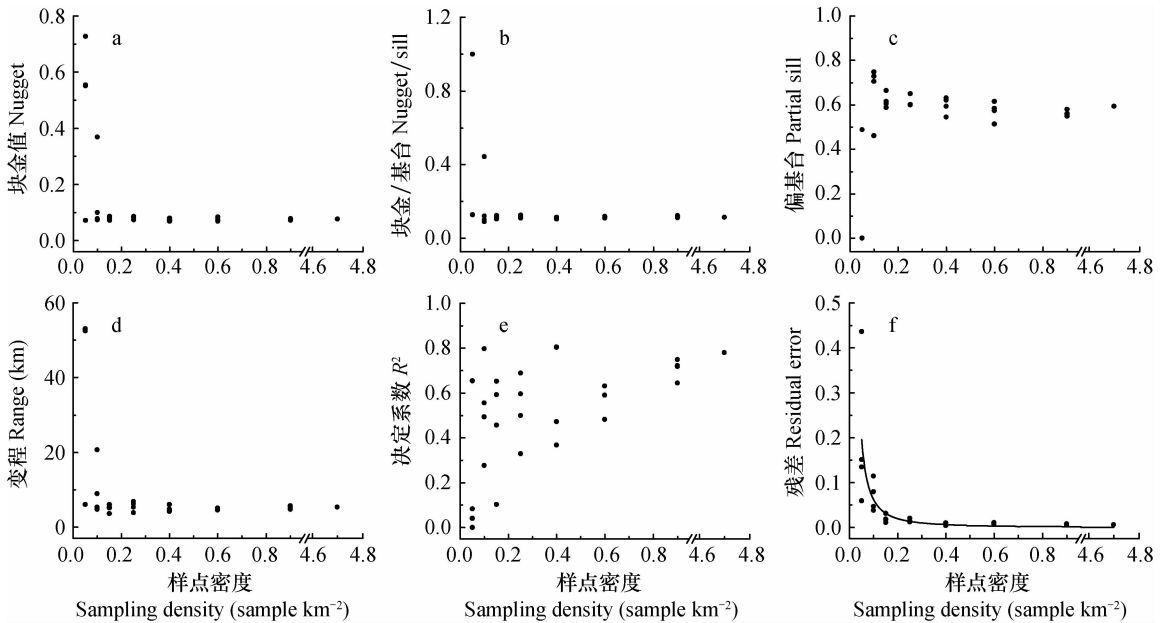 a
块金值 Nugget
0.8
0.6
0.4
0.2
0.0
0.0 0.2 0.4 0.6 0.8 4.6 4.8
b
块金/基台 Nugget/sill
1.2
0.8
0.4
0.0
0.0 0.2 0.4 0.6 0.8 4.6 4.8
c
偏基台 Partial sill
1.0
0.8
0.6
0.4
0.2
0.0
0.0 0.2 0.4 0.6 0.8 4.6 4.8
d
变程 Range (km)
60
40
20
0
0.0 0.2 0.4 0.6 0.8 4.6 4.8
样点密度
Sampling density (sample km⁻²)
e
决定系数 R²
1.0
0.8
0.6
0.4
0.2
0.0
0.0 0.2 0.4 0.6 0.8 4.6 4.8
样点密度
Sampling density (sample km⁻²)
f
残差 Residual error
0.5
0.4
0.3
0.2
0.1
0.0
0.0 0.2 0.4 0.6 0.8 4.6 4.8
样点密度
Sampling density (sample km⁻²)